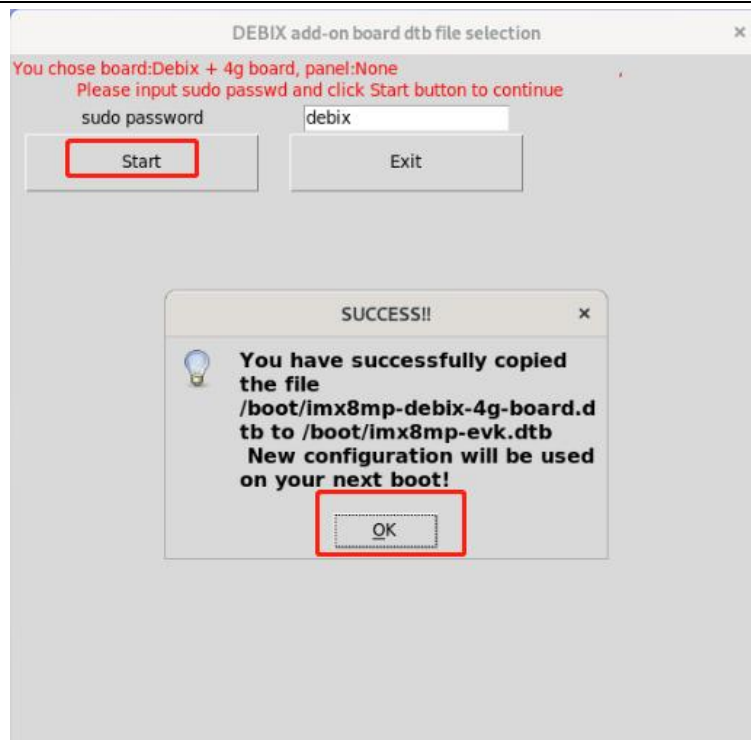 DEBIX add-on board dtb file selection
You chose board:Debix + 4g board, panel:None ,
Please input sudo passwd and click Start button to continue
sudo password debix
Start Exit
SUCCESS!!
You have successfully copied
the file
/boot/imx8mp-debix-4g-board.d
tb to /boot/imx8mp-evk.dtb
New configuration will be used
on your next boot!
OK